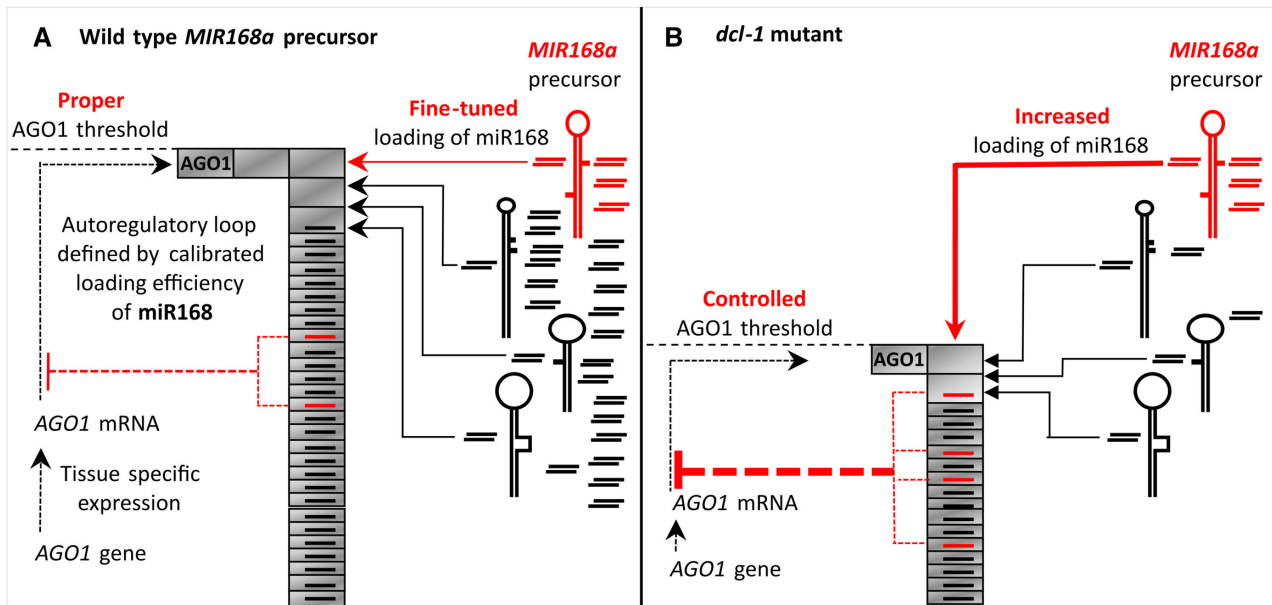 A Wild type MIR168a precursor
MIR168a
precursor
Proper
AGO1 threshold
Fine-tuned
loading of miR168
AGO1
Autoregulatory loop
defined by calibrated
loading efficiency
of miR168
AGO1 mRNA
Tissue specific
expression
AGO1 gene
B dcl-1 mutant
MIR168a
precursor
Increased
loading of miR168
Controlled
AGO1 threshold
AGO1
AGO1 mRNA
AGO1 gene